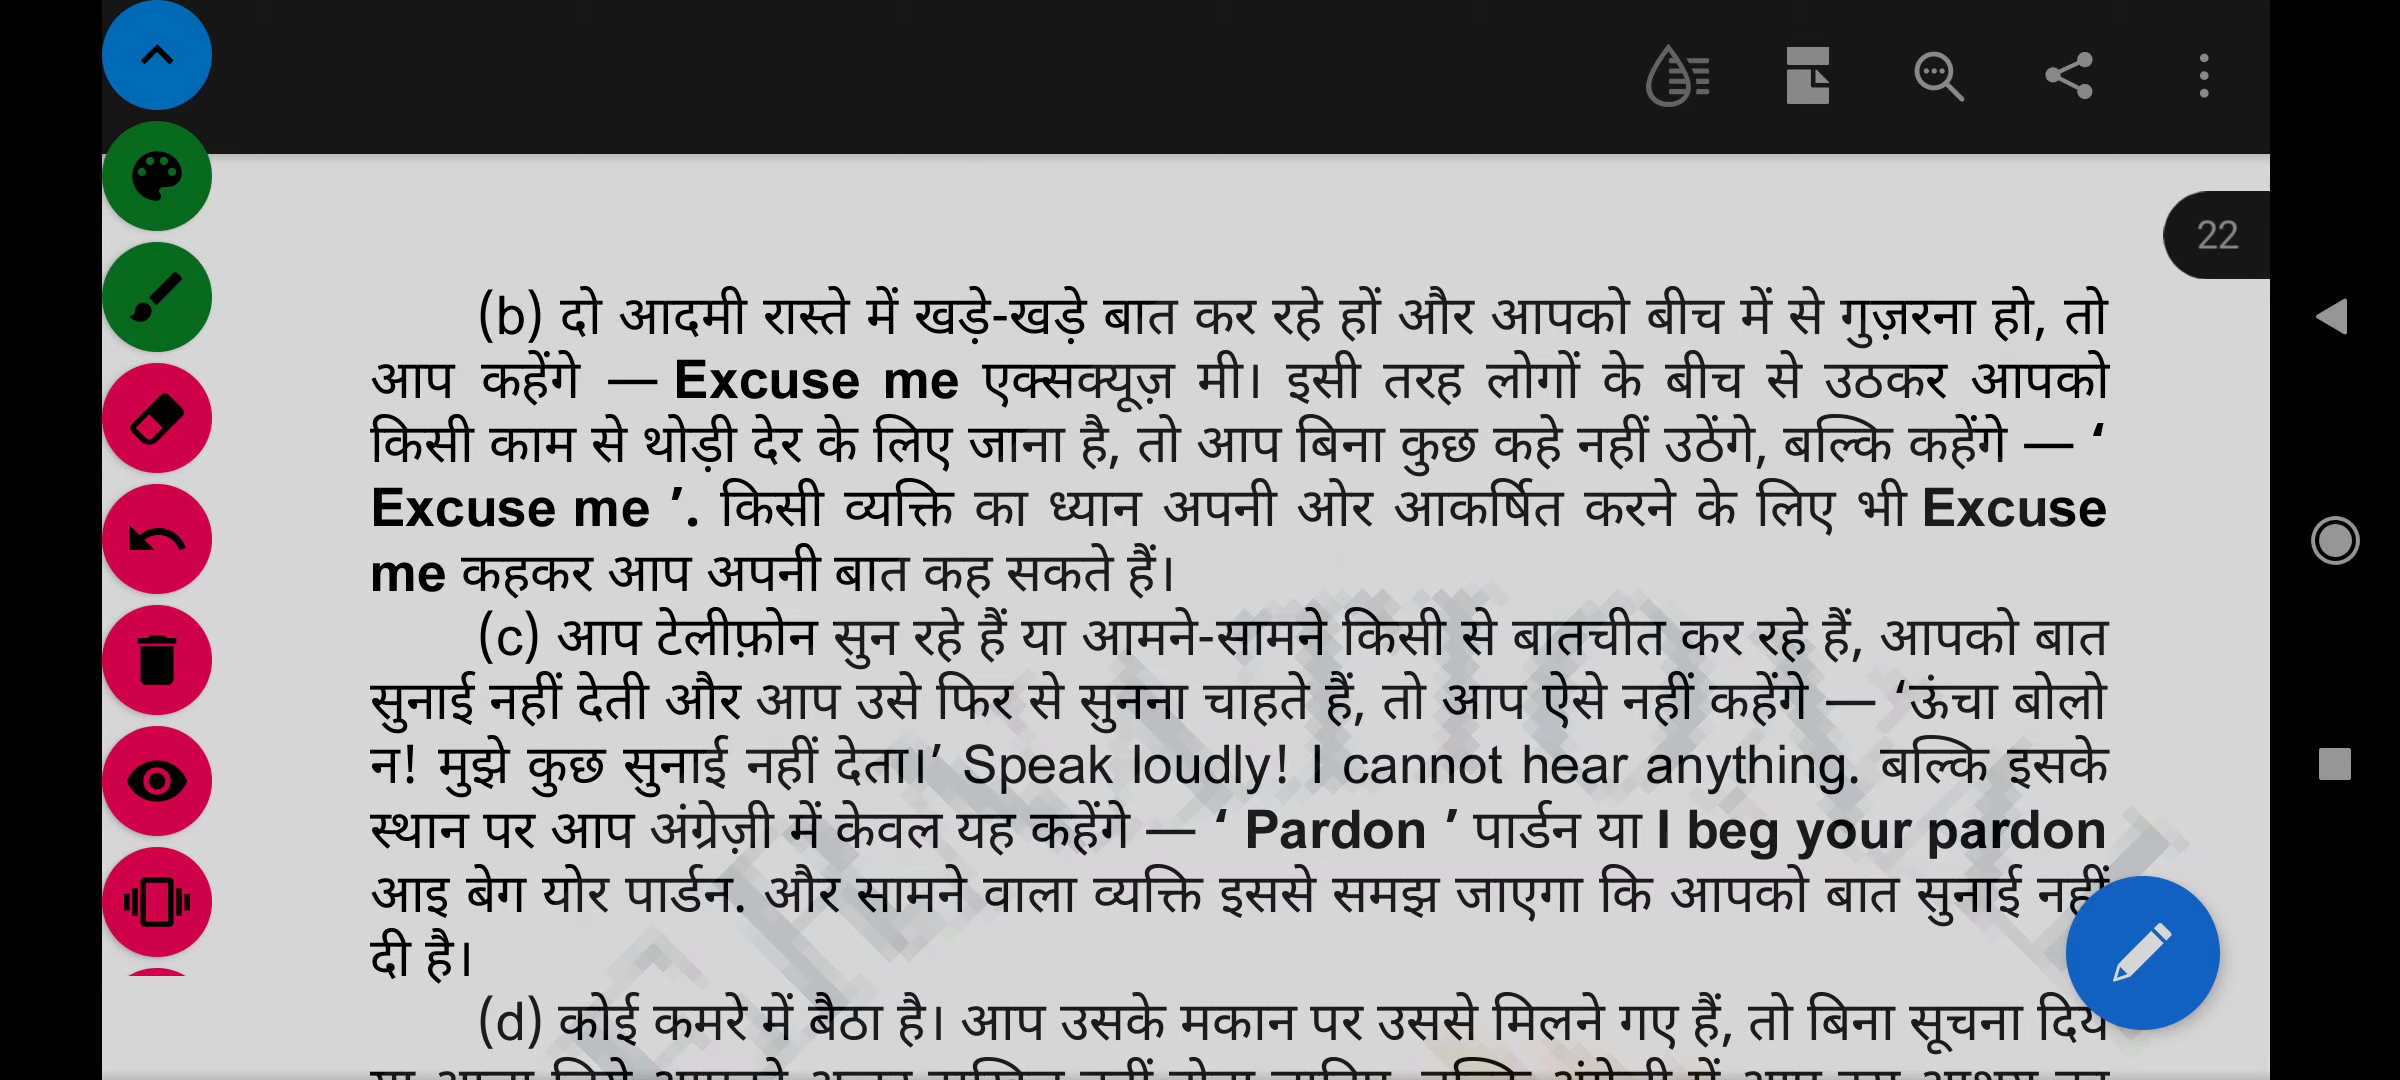 22
(b) दो आदमी रास्ते में खड़े-खड़े बात कर रहे हों और आपको बीच में से गुज़रना हो, तो
आप कहेंगे — Excuse me एक्सक्यूज़ मी। इसी तरह लोगों के बीच से उठकर आपको
किसी काम से थोड़ी देर के लिए जाना है, तो आप बिना कुछ कहे नहीं उठेंगे, बल्कि कहेंगे — ‘
Excuse me ’. किसी व्यक्ति का ध्यान अपनी ओर आकर्षित करने के लिए भी Excuse
me कहकर आप अपनी बात कह सकते हैं।
(c) आप टेलीफ़ोन सुन रहे हैं या आमने-सामने किसी से बातचीत कर रहे हैं, आपको बात
सुनाई नहीं देती और आप उसे फिर से सुनना चाहते हैं, तो आप ऐसे नहीं कहेंगे — ‘ऊंचा बोलो
न! मुझे कुछ सुनाई नहीं देता।’ Speak loudly! I cannot hear anything. बल्कि इसके
स्थान पर आप अंग्रेज़ी में केवल यह कहेंगे — ‘ Pardon ’ पार्डन या I beg your pardon
आइ बेग योर पार्डन. और सामने वाला व्यक्ति इससे समझ जाएगा कि आपको बात सुनाई नहीं
दी है।
(d) कोई कमरे में बैठा है। आप उसके मकान पर उससे मिलने गए हैं, तो बिना सूचना दिये